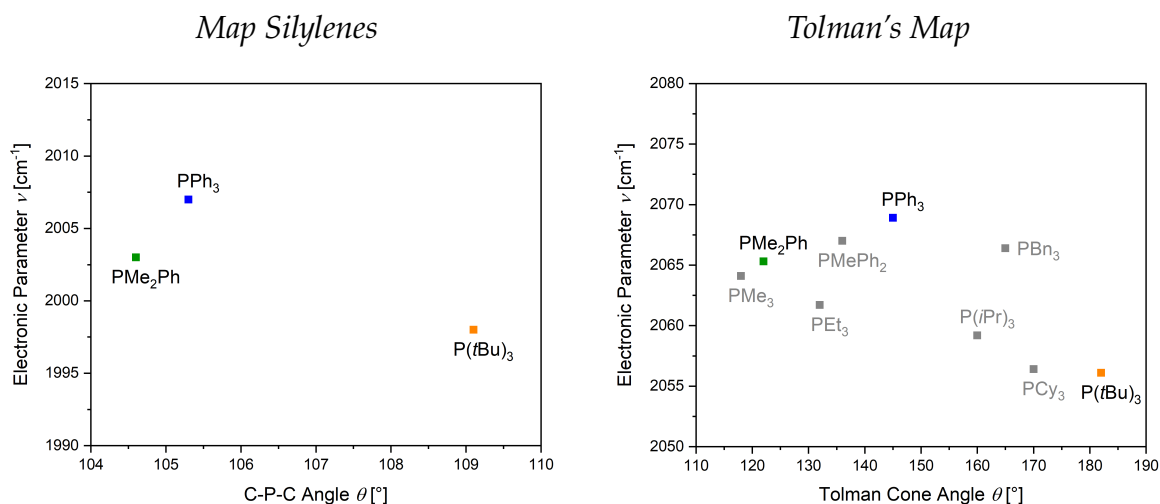 Map Silylenes
Electronic Parameter ν [cm⁻¹]
2015
2010
2005
2000
1995
1990
PPh₃
PMe₂Ph
P(tBu)₃
104
105
106
107
108
109
110
C-P-C Angle θ [°]
Tolman's Map
Electronic Parameter ν [cm⁻¹]
2080
2075
2070
2065
2060
2055
2050
PPh₃
PMe₂Ph
PBn₃
PMePh₂
PMe₃
P(iPr)₃
PEt₃
PCy₃
P(tBu)₃
110
120
130
140
150
160
170
180
190
Tolman Cone Angle θ [°]